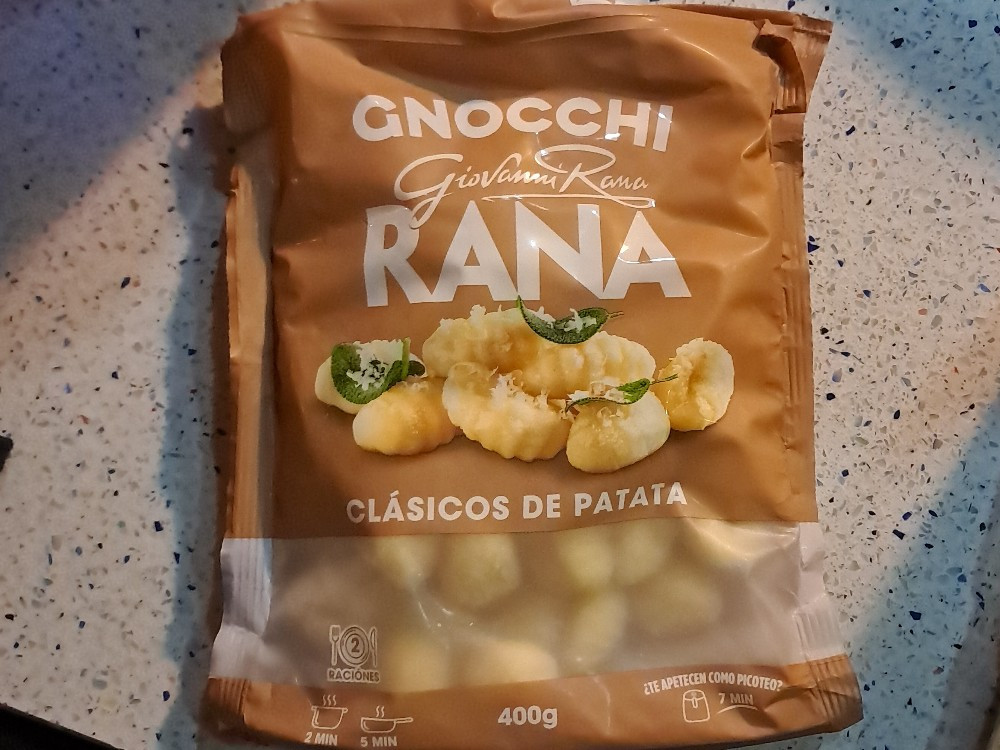 GNOCCHI
Giovanni Rana
RANA
CLÁSICOS DE PATATA
2
RACIONES
2 MIN
5 MIN
400g
¿TE APETECEN COMO PICOTEO?
7 MIN